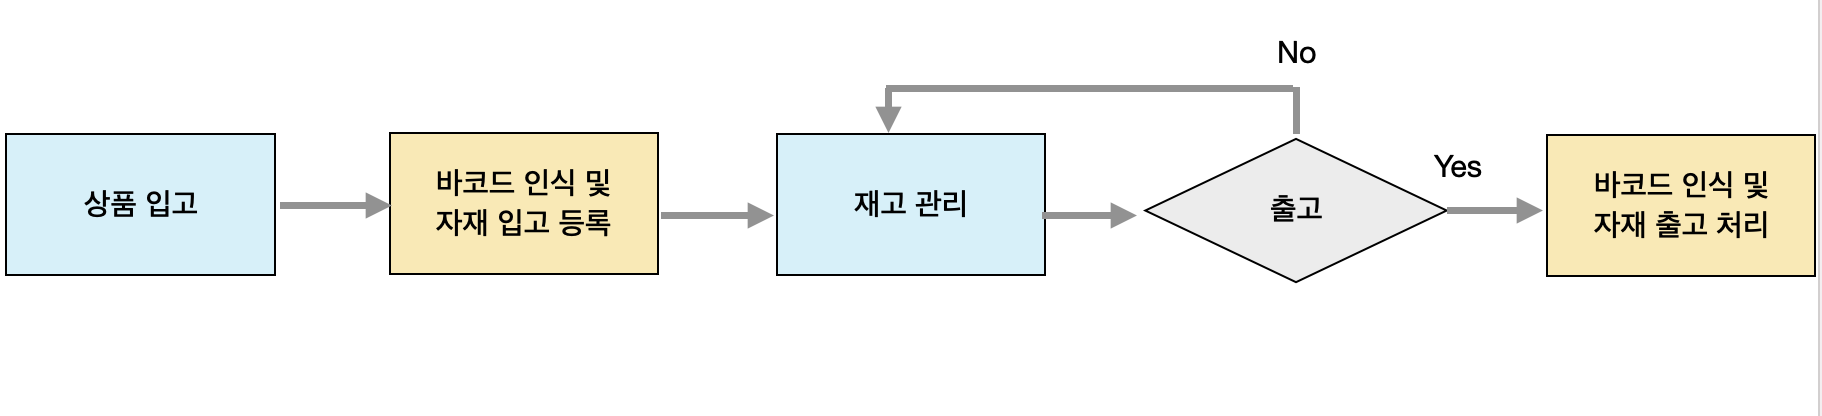 상품 입고
바코드 인식 및
자재 입고 등록
재고 관리
No
출고
Yes
바코드 인식 및
자재 출고 처리